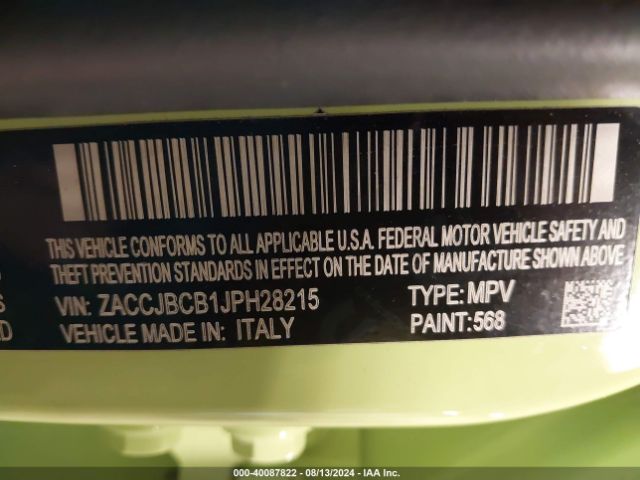 THIS VEHICLE CONFORMS TO ALL APPLICABLE U.S.A. FEDERAL MOTOR VEHICLE SAFETY AND
THEFT PREVENTION STANDARDS IN EFFECT ON THE DATE OF MANUFACTURE SHOWN ABOVE
VIN: ZACCJBCB1JPH28215 TYPE: MPV
VEHICLE MADE IN: ITALY PAINT:568
000-40087822 - 08/13/2024 - IAA Inc.